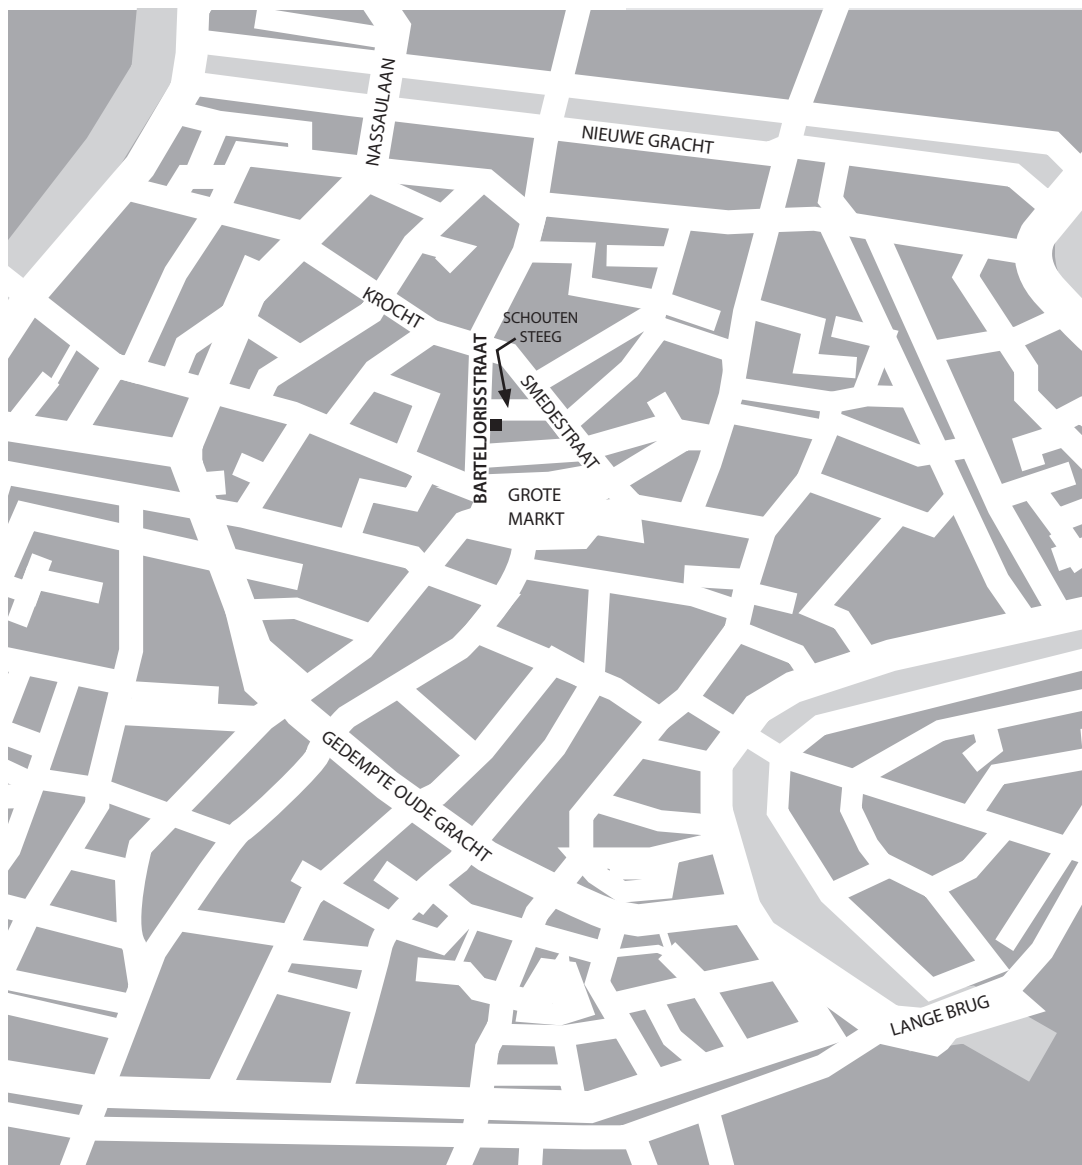 NASSAULAAN
NIEUWE GRACHT
KROCHT
SCHOUTEN
STEEG
BARTELJORISSTRAAT
SMEDESTRAAT
GROTE
MARKT
GEDEMPTE OUDE GRACHT
LANGE BRUG